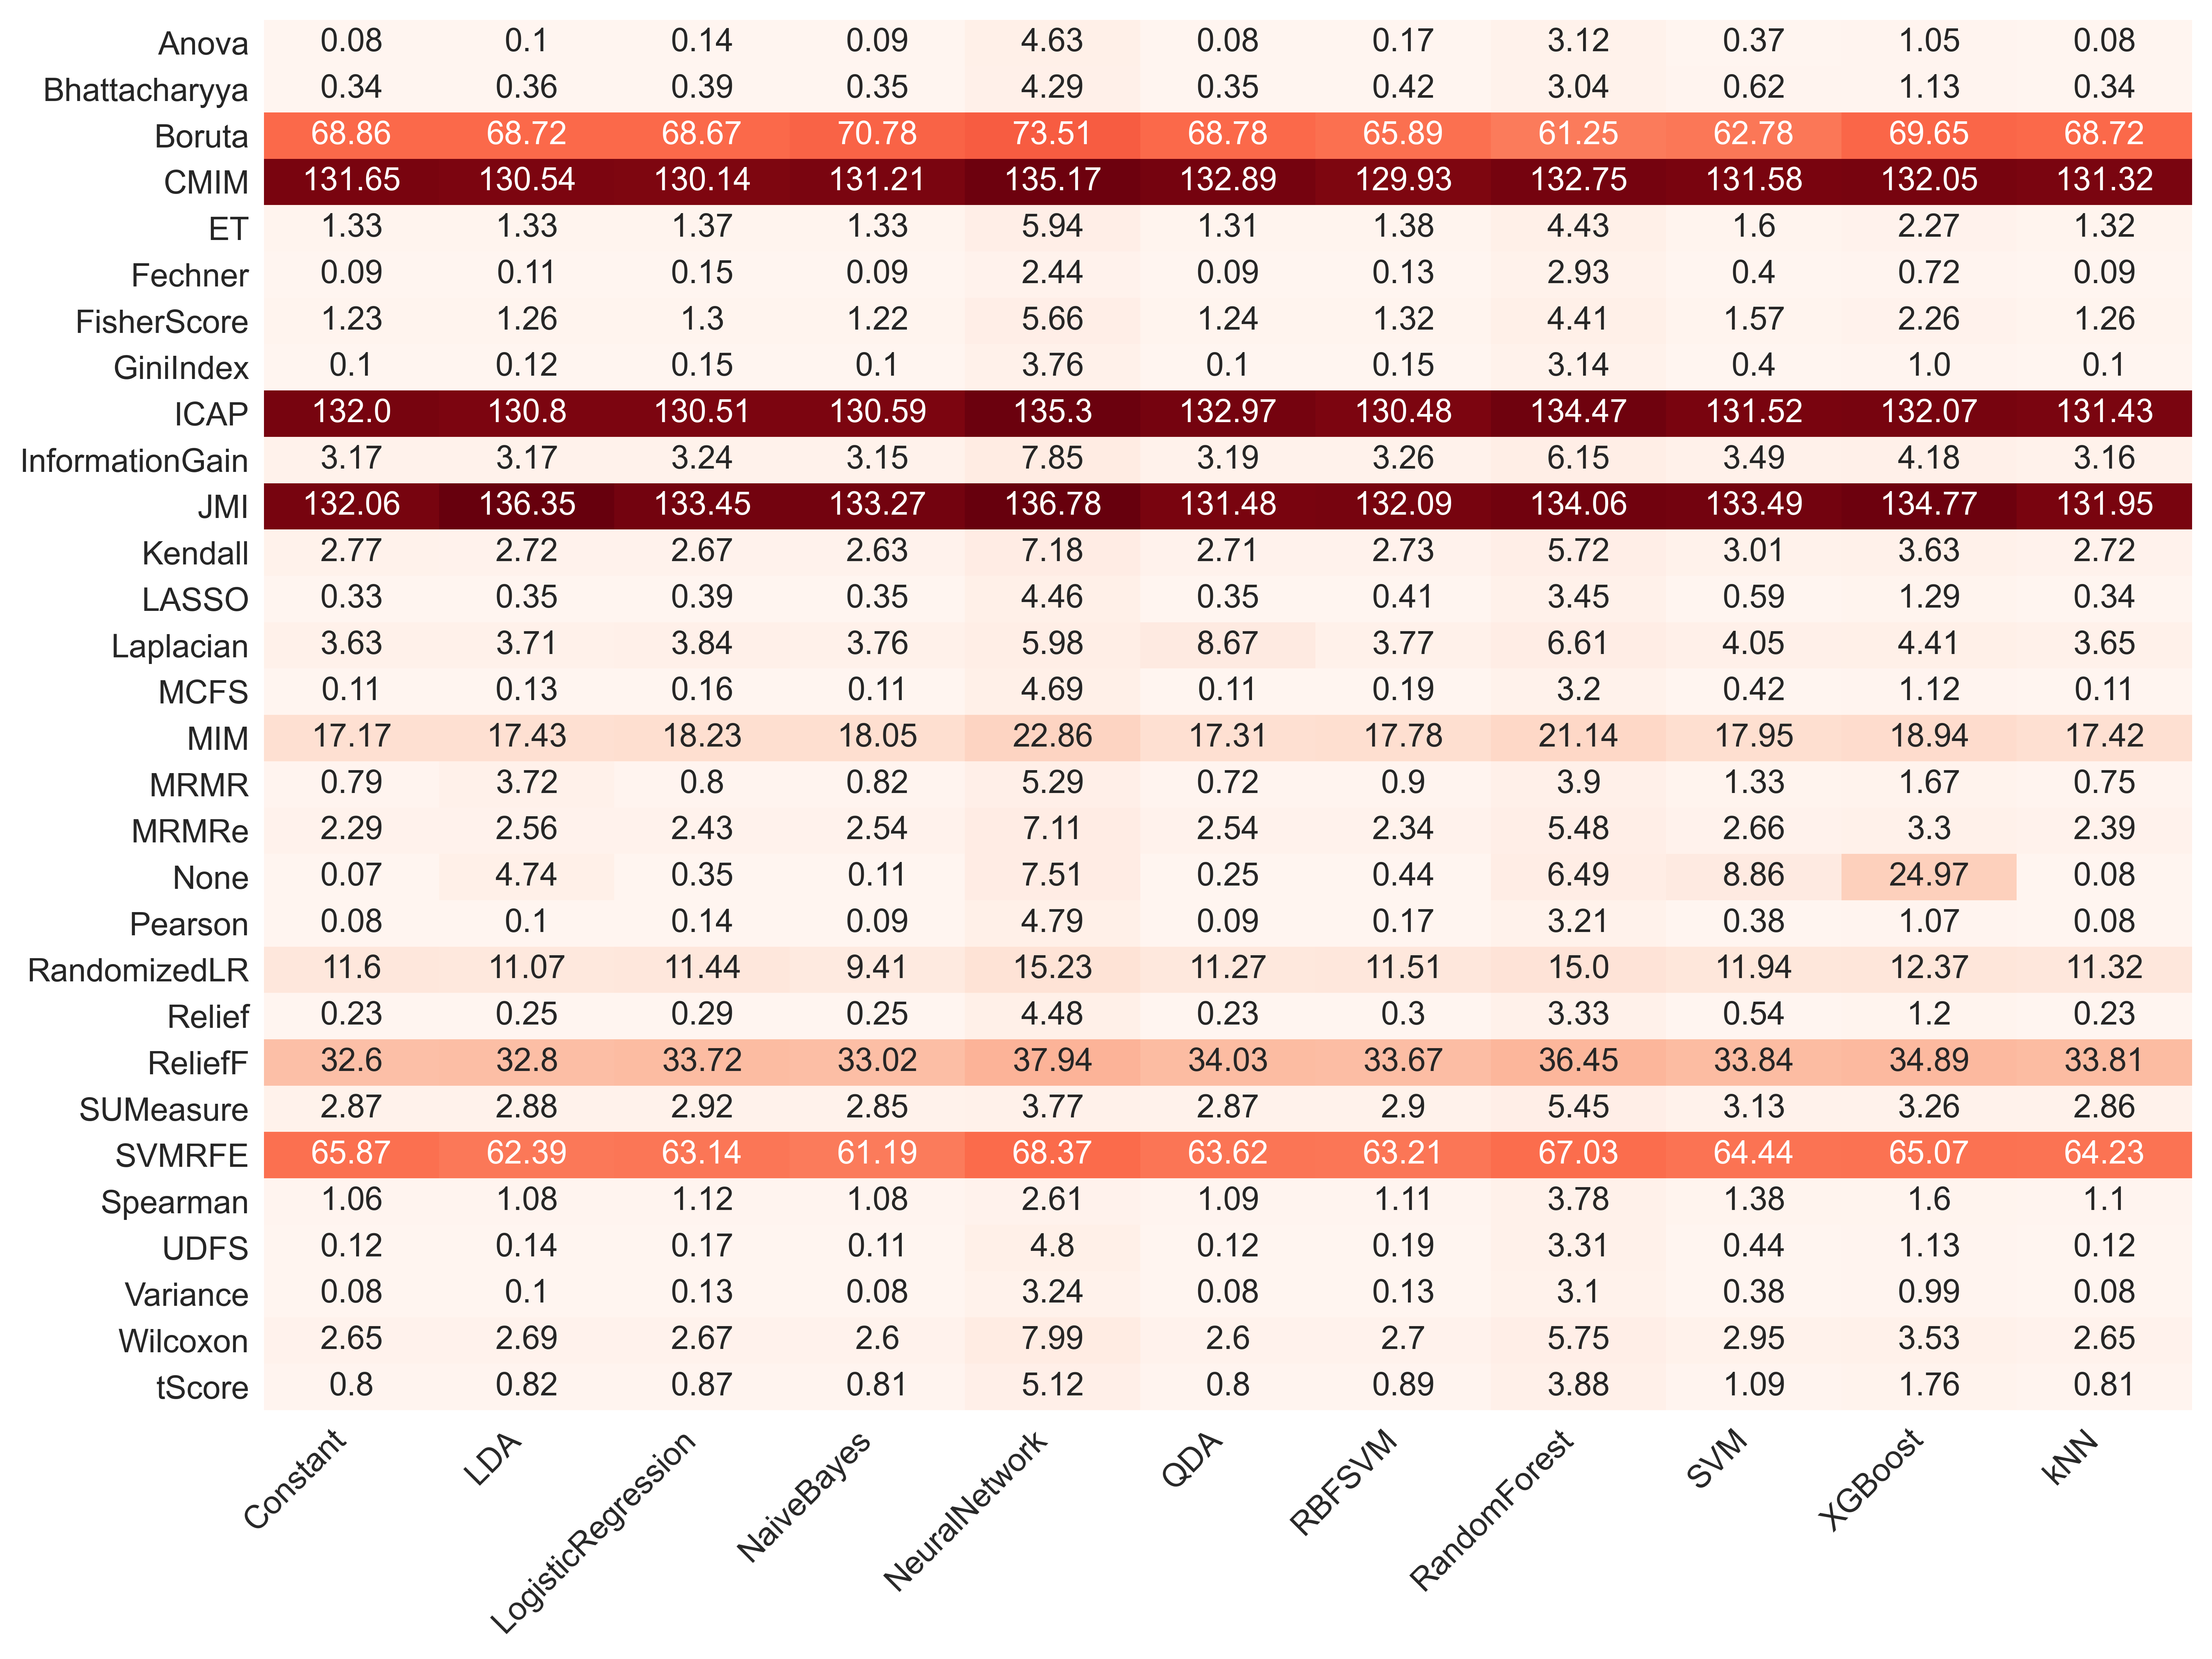 Anova 0.08 0.1 0.14 0.09 4.63 0.08 0.17 3.12 0.37 1.05 0.08
Bhattacharyya 0.34 0.36 0.39 0.35 4.29 0.35 0.42 3.04 0.62 1.13 0.34
Boruta 68.86 68.72 68.67 70.78 73.51 68.78 65.89 61.25 62.78 69.65 68.72
CMIM 131.65 130.54 130.14 131.21 135.17 132.89 129.93 132.75 131.58 132.05 131.32
ET 1.33 1.33 1.37 1.33 5.94 1.31 1.38 4.43 1.6 2.27 1.32
Fechner 0.09 0.11 0.15 0.09 2.44 0.09 0.13 2.93 0.4 0.72 0.09
FisherScore 1.23 1.26 1.3 1.22 5.66 1.24 1.32 4.41 1.57 2.26 1.26
GiniIndex 0.1 0.12 0.15 0.1 3.76 0.1 0.15 3.14 0.4 1.0 0.1
ICAP 132.0 130.8 130.51 130.59 135.3 132.97 130.48 134.47 131.52 132.07 131.43
InformationGain 3.17 3.17 3.24 3.15 7.85 3.19 3.26 6.15 3.49 4.18 3.16
JMI 132.06 136.35 133.45 133.27 136.78 131.48 132.09 134.06 133.49 134.77 131.95
Kendall 2.77 2.72 2.67 2.63 7.18 2.71 2.73 5.72 3.01 3.63 2.72
LASSO 0.33 0.35 0.39 0.35 4.46 0.35 0.41 3.45 0.59 1.29 0.34
Laplacian 3.63 3.71 3.84 3.76 5.98 8.67 3.77 6.61 4.05 4.41 3.65
MCFS 0.11 0.13 0.16 0.11 4.69 0.11 0.19 3.2 0.42 1.12 0.11
MIM 17.17 17.43 18.23 18.05 22.86 17.31 17.78 21.14 17.95 18.94 17.42
MRMR 0.79 3.72 0.8 0.82 5.29 0.72 0.9 3.9 1.33 1.67 0.75
MRMRe 2.29 2.56 2.43 2.54 7.11 2.54 2.34 5.48 2.66 3.3 2.39
None 0.07 4.74 0.35 0.11 7.51 0.25 0.44 6.49 8.86 24.97 0.08
Pearson 0.08 0.1 0.14 0.09 4.79 0.09 0.17 3.21 0.38 1.07 0.08
RandomizedLR 11.6 11.07 11.44 9.41 15.23 11.27 11.51 15.0 11.94 12.37 11.32
Relief 0.23 0.25 0.29 0.25 4.48 0.23 0.3 3.33 0.54 1.2 0.23
ReliefF 32.6 32.8 33.72 33.02 37.94 34.03 33.67 36.45 33.84 34.89 33.81
SUMeasure 2.87 2.88 2.92 2.85 3.77 2.87 2.9 5.45 3.13 3.26 2.86
SVMRFE 65.87 62.39 63.14 61.19 68.37 63.62 63.21 67.03 64.44 65.07 64.23
Spearman 1.06 1.08 1.12 1.08 2.61 1.09 1.11 3.78 1.38 1.6 1.1
UDFS 0.12 0.14 0.17 0.11 4.8 0.12 0.19 3.31 0.44 1.13 0.12
Variance 0.08 0.1 0.13 0.08 3.24 0.08 0.13 3.1 0.38 0.99 0.08
Wilcoxon 2.65 2.69 2.67 2.6 7.99 2.6 2.7 5.75 2.95 3.53 2.65
tScore 0.8 0.82 0.87 0.81 5.12 0.8 0.89 3.88 1.09 1.76 0.81
Constant LDA LogisticRegression NaiveBayes NeuralNetwork QDA RBFSVM RandomForest SVM XGBoost kNN